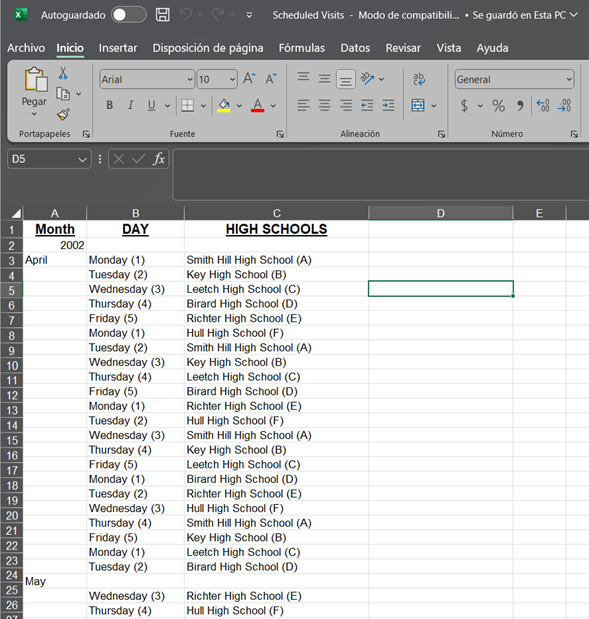 Autoguardado Scheduled Visits - Modo de compatibili... • Se guardó en Esta PC
Archivo Inicio Insertar Disposición de página Fórmulas Datos Revisar Vista Ayuda
Pegar Arial 10 A A ab General
N K S A $ % 9 ,00
Portapapeles Fuente Alineación Número
D5 fx
A B C D E
1 Month DAY HIGH SCHOOLS
2 2002
3 April Monday (1) Smith Hill High School (A)
4 Tuesday (2) Key High School (B)
5 Wednesday (3) Leetch High School (C)
6 Thursday (4) Birard High School (D)
7 Friday (5) Richter High School (E)
8 Monday (1) Hull High School (F)
9 Tuesday (2) Smith Hill High School (A)
10 Wednesday (3) Key High School (B)
11 Thursday (4) Leetch High School (C)
12 Friday (5) Birard High School (D)
13 Monday (1) Richter High School (E)
14 Tuesday (2) Hull High School (F)
15 Wednesday (3) Smith Hill High School (A)
16 Thursday (4) Key High School (B)
17 Friday (5) Leetch High School (C)
18 Monday (1) Birard High School (D)
19 Tuesday (2) Richter High School (E)
20 Wednesday (3) Hull High School (F)
21 Thursday (4) Smith Hill High School (A)
22 Friday (5) Key High School (B)
23 Monday (1) Leetch High School (C)
24 Tuesday (2) Birard High School (D)
25 May
26 Wednesday (3) Richter High School (E)
27 Thursday (4) Hull High School (F)